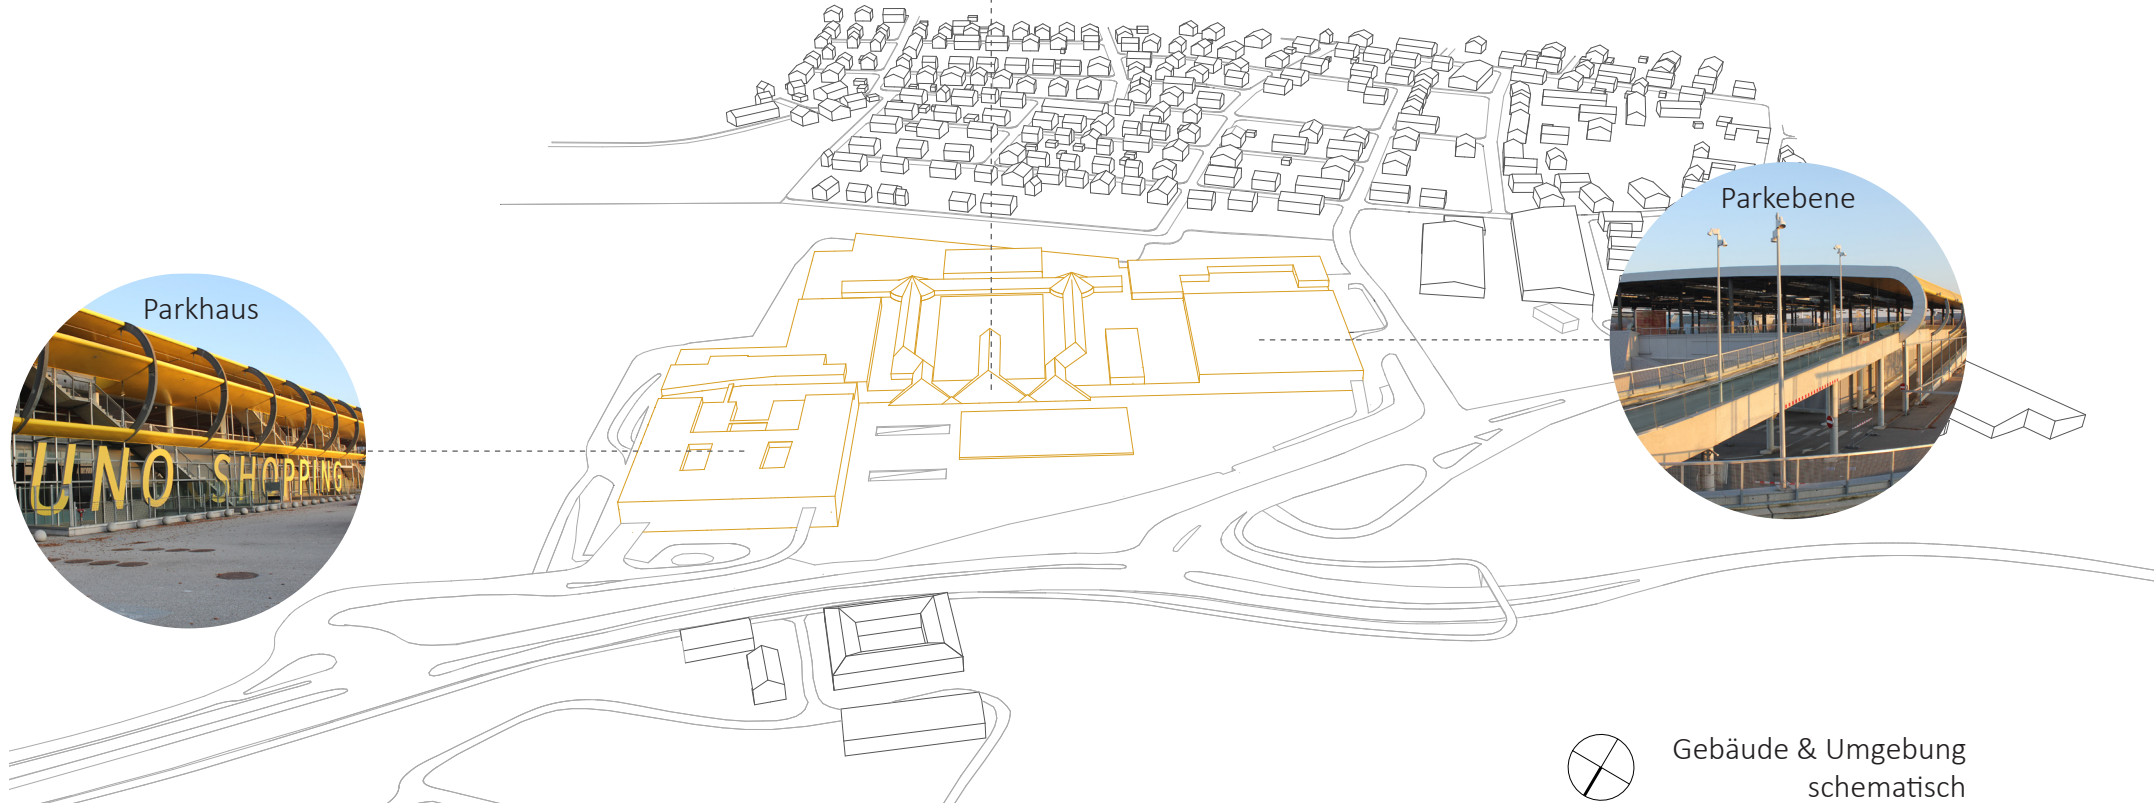 Parkebene
Parkhaus
UNO SHOPPING
Gebäude & Umgebung
schematisch